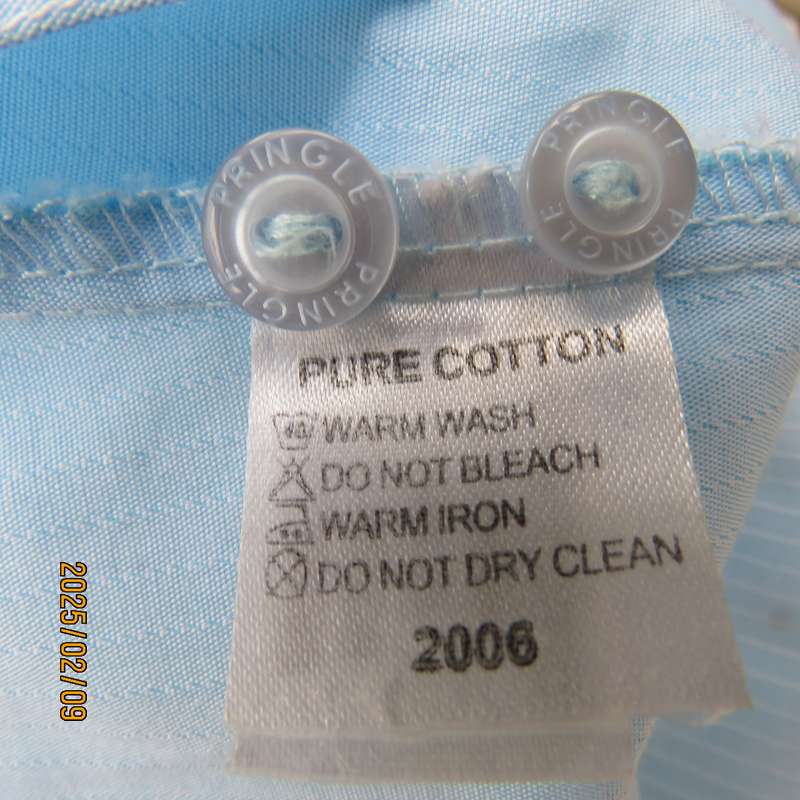 PRINGLE
PRINGLE
PRINGLE
PRINGLE
PURE COTTON
40 WARM WASH
DO NOT BLEACH
WARM IRON
DO NOT DRY CLEAN
2006
2025/02/09